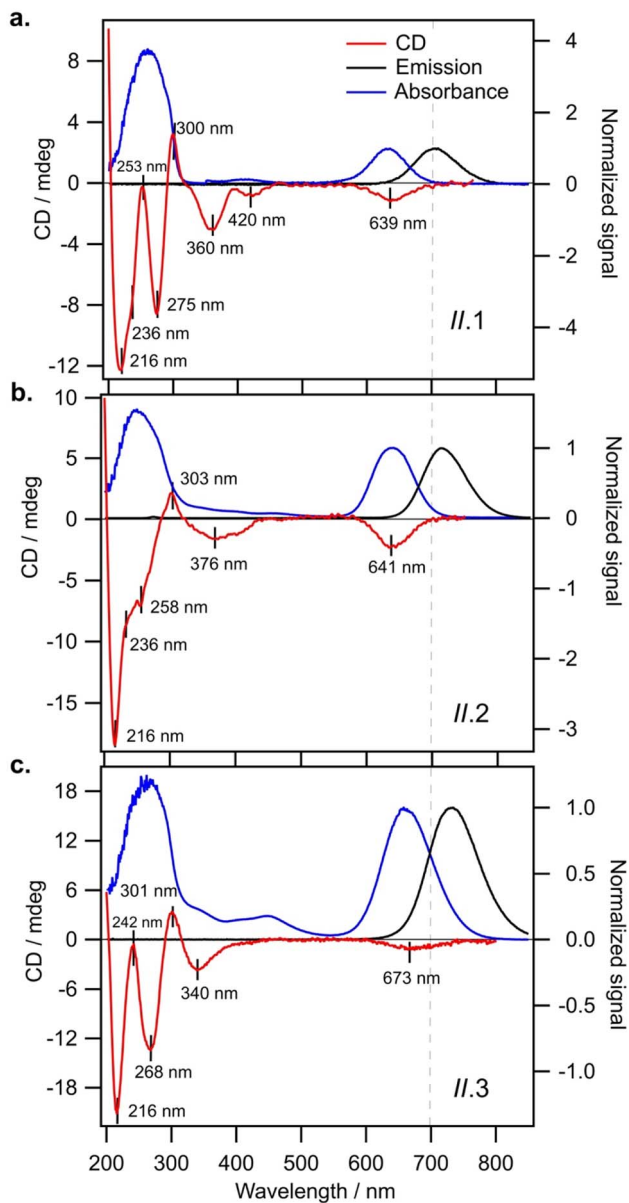 a.
8
4
0
-4
-8
-12
CD / mdeg
CD
Emission
Absorbance
4
2
0
-2
-4
Normalized signal
300 nm
253 nm
420 nm
639 nm
360 nm
275 nm
236 nm
216 nm
II.1
b.
10
5
0
-5
-10
-15
CD / mdeg
1
0
-1
-2
-3
Normalized signal
303 nm
376 nm
641 nm
258 nm
236 nm
216 nm
II.2
c.
18
12
6
0
-6
-12
-18
CD / mdeg
1.0
0.5
0.0
-0.5
-1.0
Normalized signal
301 nm
242 nm
340 nm
673 nm
268 nm
216 nm
II.3
200 300 400 500 600 700 800
Wavelength / nm